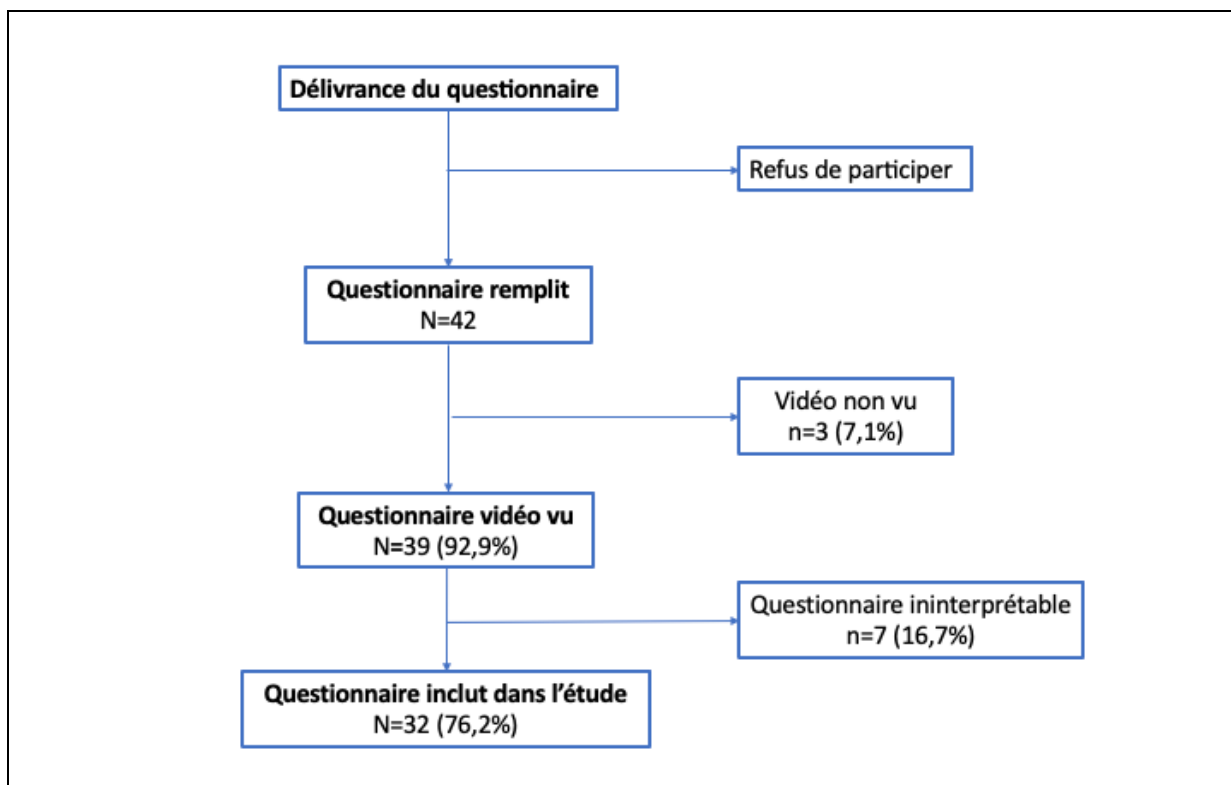 Délivrance du questionnaire
Refus de participer
Questionnaire remplit
N=42
Vidéo non vu
n=3 (7,1%)
Questionnaire vidéo vu
N=39 (92,9%)
Questionnaire ininterprétable
n=7 (16,7%)
Questionnaire inclut dans l’étude
N=32 (76,2%)